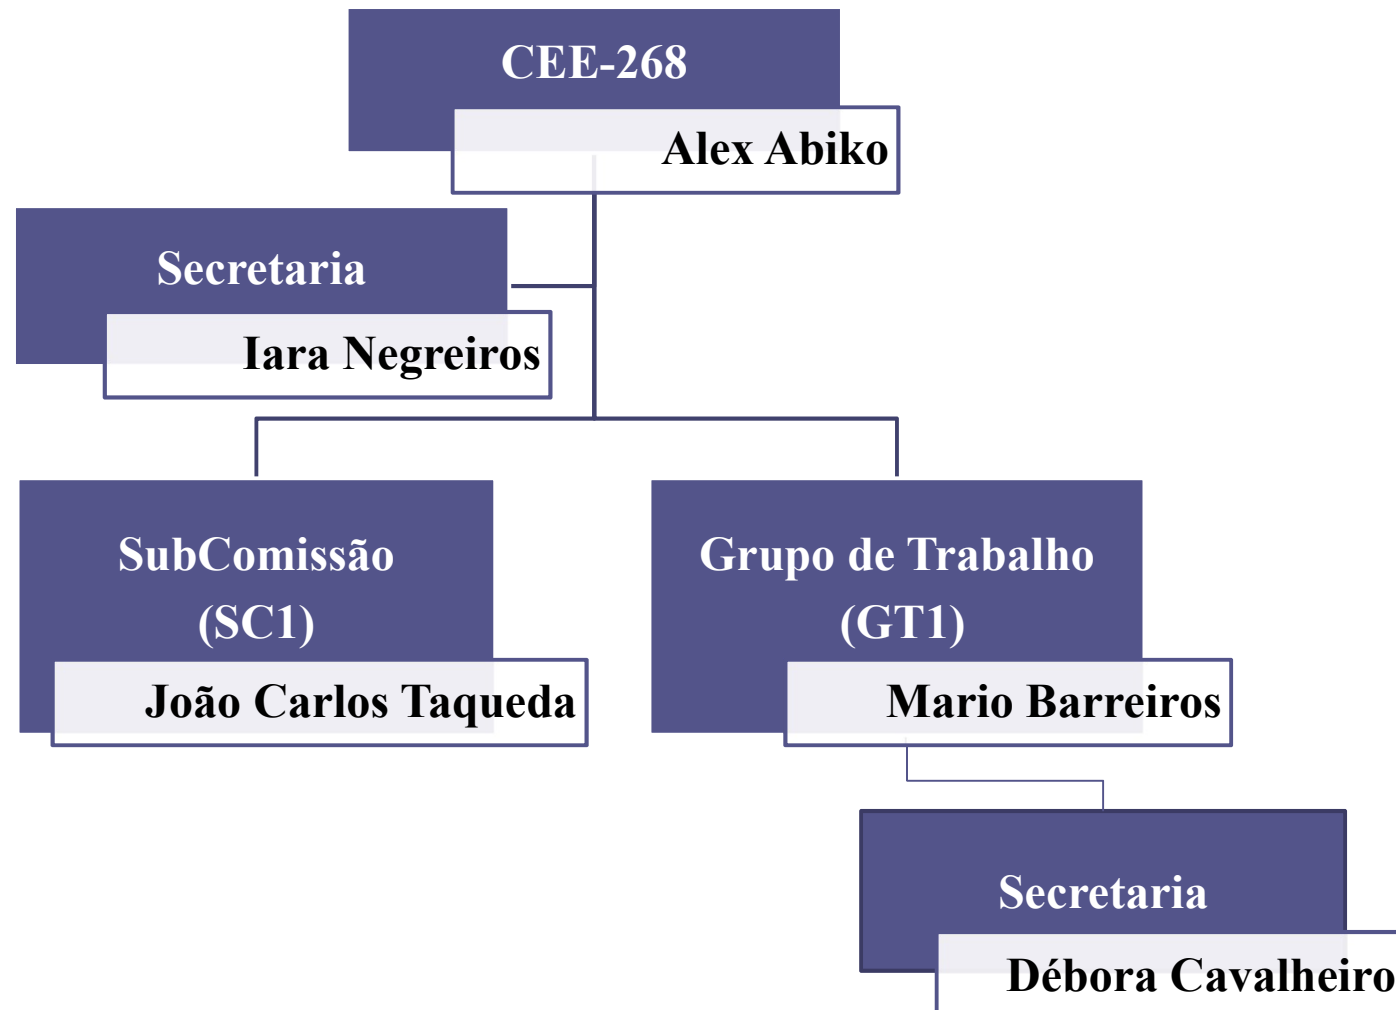 CEE-268
Alex Abiko
Secretaria
Iara Negreiros
SubComissão
(SC1)
João Carlos Taqueda
Grupo de Trabalho
(GT1)
Mario Barreiros
Secretaria
Débora Cavalheiro